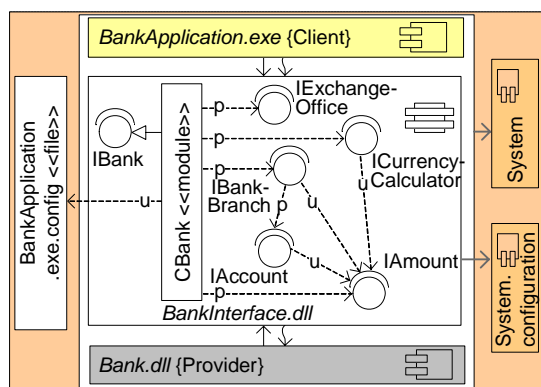 BankApplication.exe {Client}
IExchange-
Office
p
p
IBank
ICurrency-
Calculator
p
u
IBank-
Branch
p
u
u
CBank <<module>>
BankApplication
.exe.config <<file>>
System
IAccount
u
IAmount
p
System.
configuration
BankInterface.dll
Bank.dll {Provider}